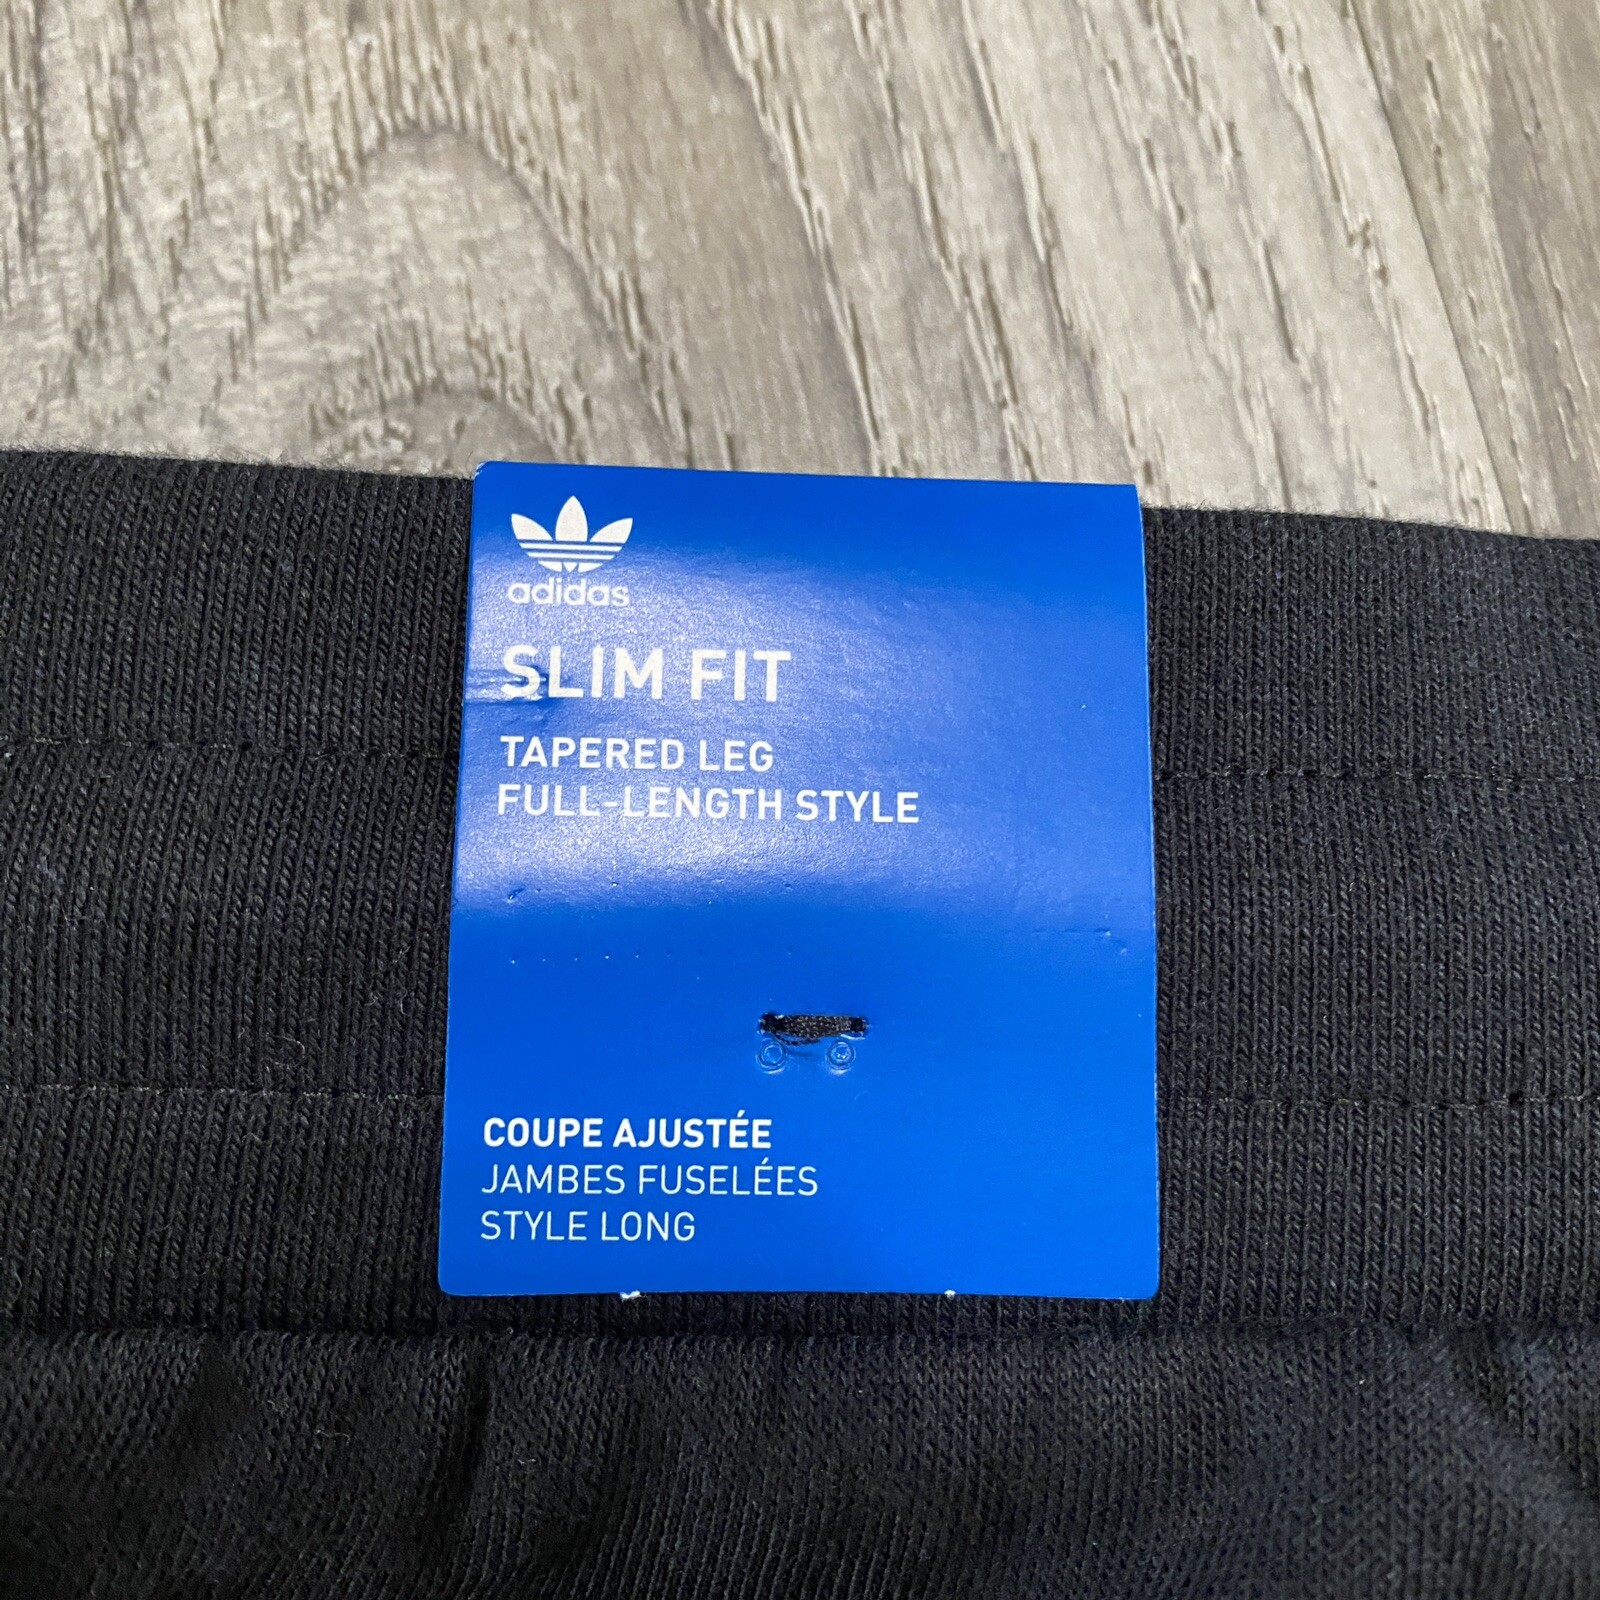 adidas
SLIM FIT
TAPERED LEG
FULL-LENGTH STYLE
COUPE AJUSTÉE
JAMBES FUSELÉES
STYLE LONG